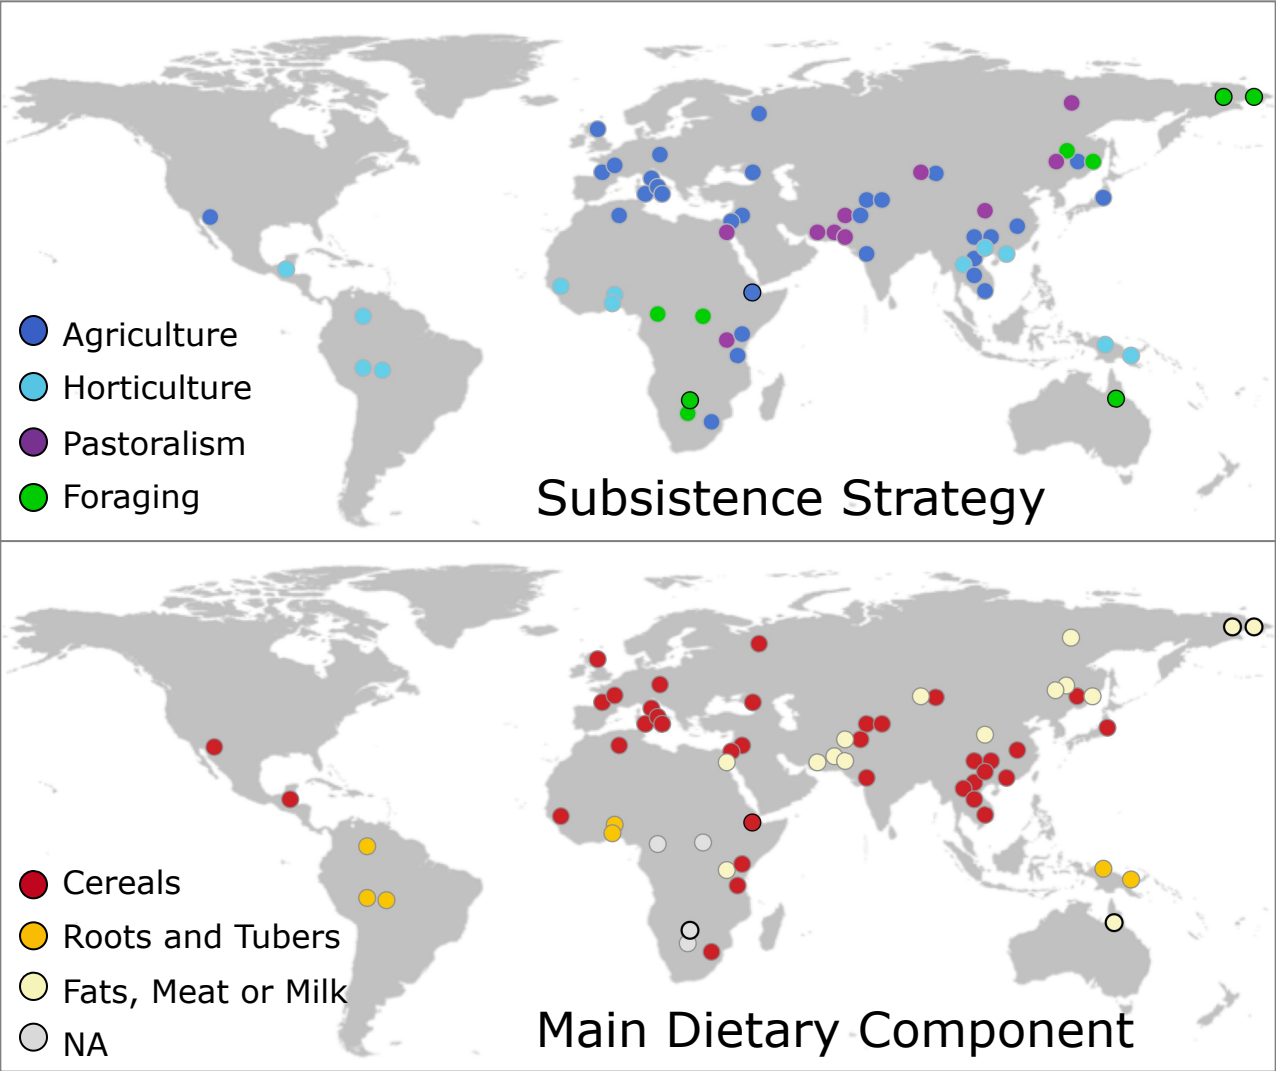 Agriculture
Horticulture
Pastoralism
Foraging
Subsistence Strategy
Cereals
Roots and Tubers
Fats, Meat or Milk
NA
Main Dietary Component